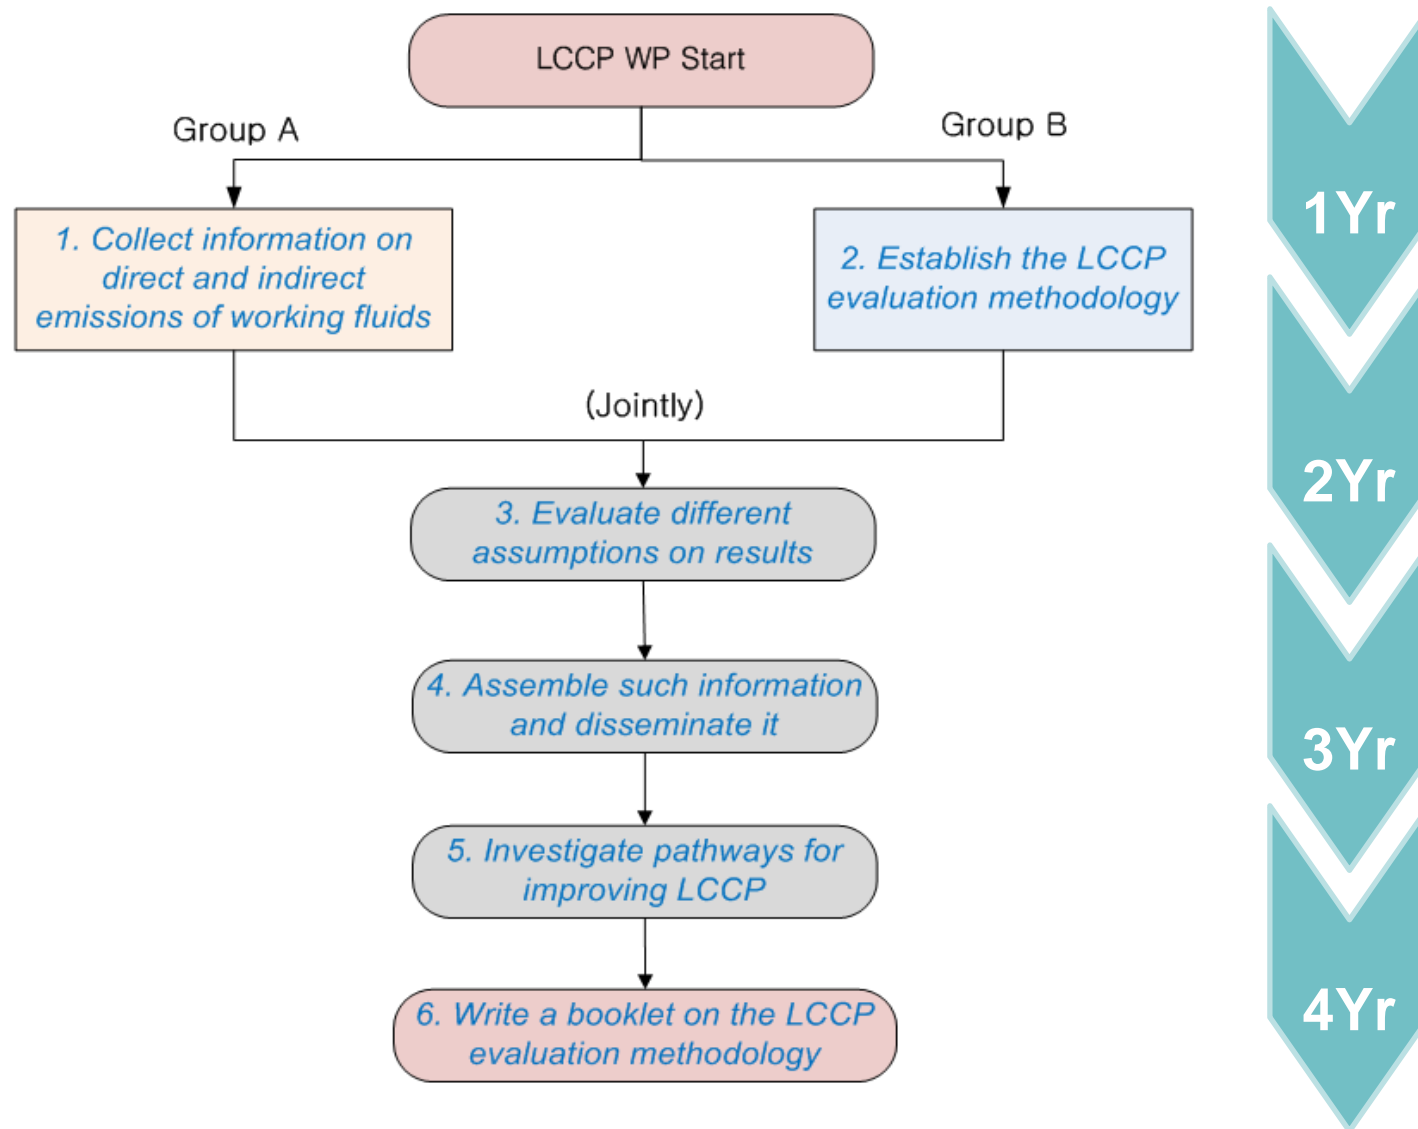 LCCP WP Start
Group A
Group B
1. Collect information on
direct and indirect
emissions of working fluids
2. Establish the LCCP
evaluation methodology
(Jointly)
3. Evaluate different
assumptions on results
4. Assemble such information
and disseminate it
5. Investigate pathways for
improving LCCP
6. Write a booklet on the LCCP
evaluation methodology
1Yr
2Yr
3Yr
4Yr